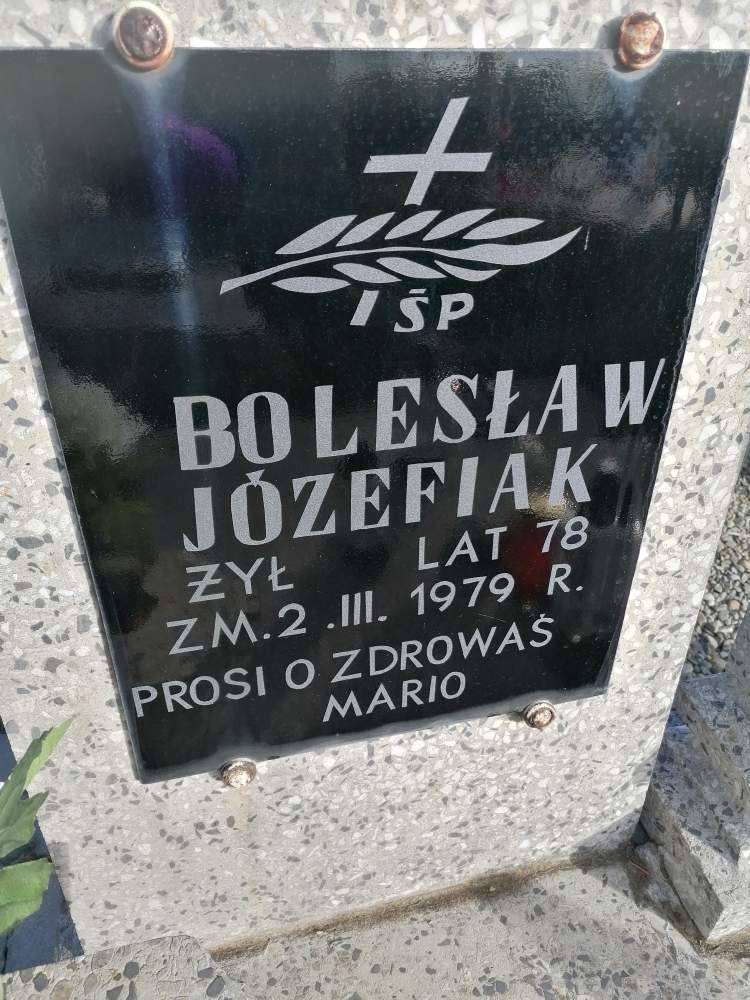 ŚP
BOLESŁAW
JÓZEFIAK
ŻYŁ LAT 78
ZM. 2. III. 1979 R.
PROSI O ZDROWAŚ
MARIO